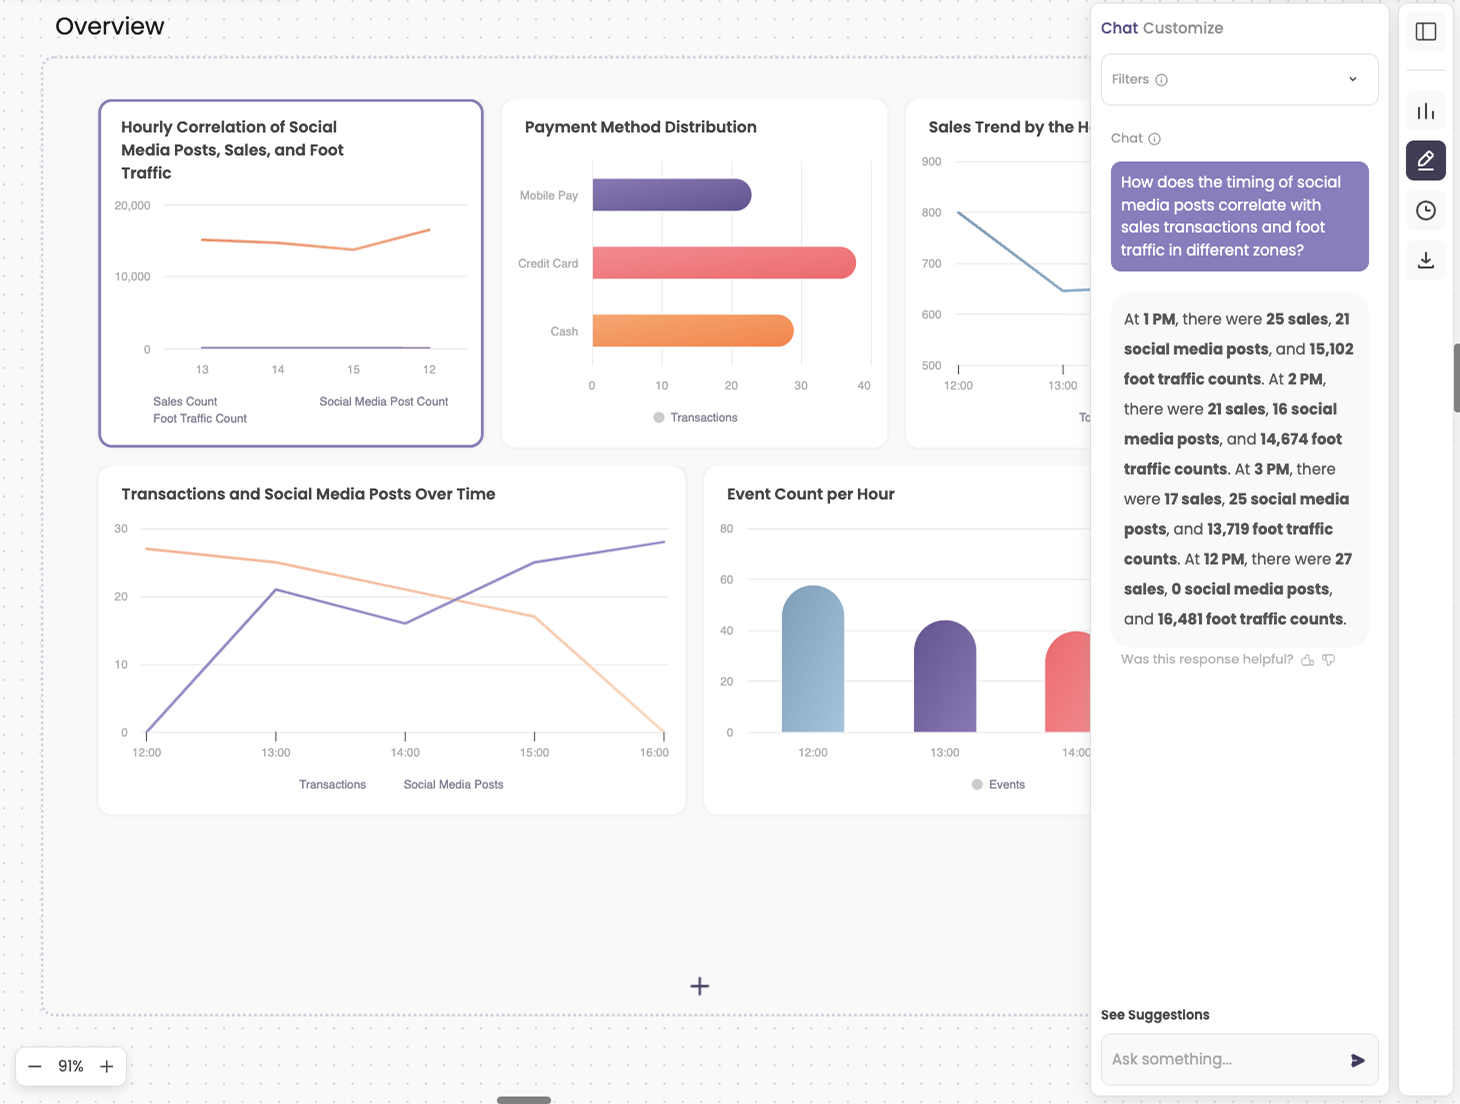 Overview
Hourly Correlation of Social
Media Posts, Sales, and Foot
Traffic
20,000
10,000
0
13 14 15 12
Sales Count Social Media Post Count
Foot Traffic Count
Payment Method Distribution
Mobile Pay
Credit Card
Cash
0 10 20 30 40
Transactions
Sales Trend by the H
900
800
700
600
500
12:00 13:00
To
Transactions and Social Media Posts Over Time
30
20
10
0
12:00 13:00 14:00 15:00 16:00
Transactions Social Media Posts
Event Count per Hour
80
60
40
20
0
12:00 13:00 14:00
Events
91%
Chat Customize
Filters
Chat
How does the timing of social
media posts correlate with
sales transactions and foot
traffic in different zones?
At 1 PM, there were 25 sales, 21
social media posts, and 15,102
foot traffic counts. At 2 PM,
there were 21 sales, 16 social
media posts, and 14,674 foot
traffic counts. At 3 PM, there
were 17 sales, 25 social media
posts, and 13,719 foot traffic
counts. At 12 PM, there were 27
sales, 0 social media posts,
and 16,481 foot traffic counts.
Was this response helpful?
See Suggestions
Ask something...